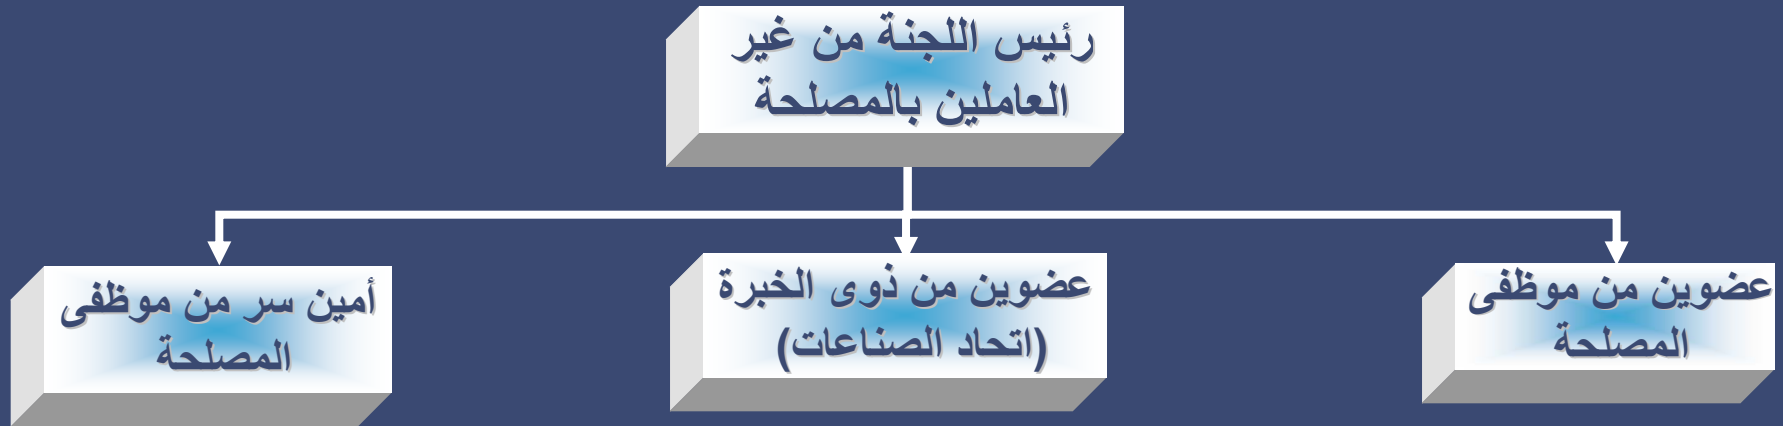 رئيس اللجنة من غير
العاملين بالمصلحة
عضوين من موظفى
المصلحة
عضوين من ذوى الخبرة
(اتحاد الصناعات)
أمين سر من موظفى
المصلحة